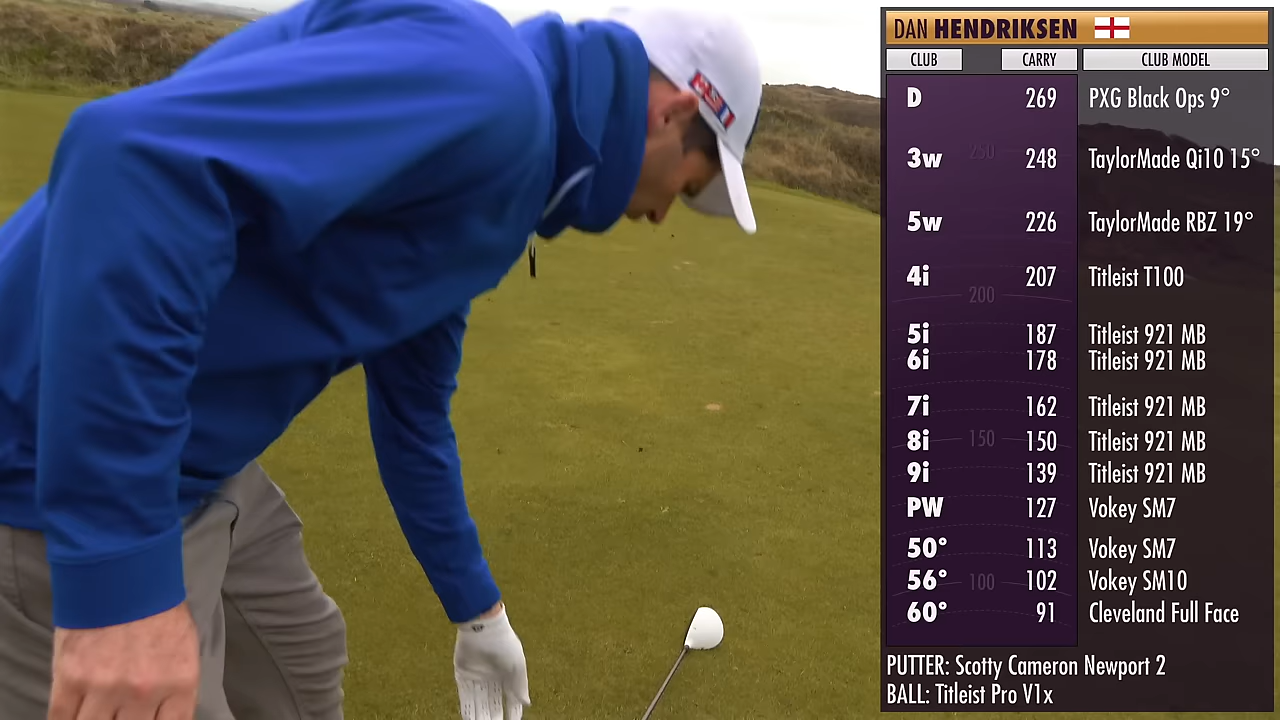 DAN HENDRIKSEN
CLUB CARRY CLUB MODEL
D 269 PXG Black Ops 9°
250
3w 248 TaylorMade Qi10 15°
5w 226 TaylorMade RBZ 19°
4i 207 Titleist T100
200
5i 187 Titleist 921 MB
6i 178 Titleist 921 MB
7i 162 Titleist 921 MB
8i 150 150 Titleist 921 MB
9i 139 Titleist 921 MB
PW 127 Vokey SM7
50° 113 Vokey SM7
56° 100 102 Vokey SM10
60° 91 Cleveland Full Face
PUTTER: Scotty Cameron Newport 2
BALL: Titleist Pro V1x